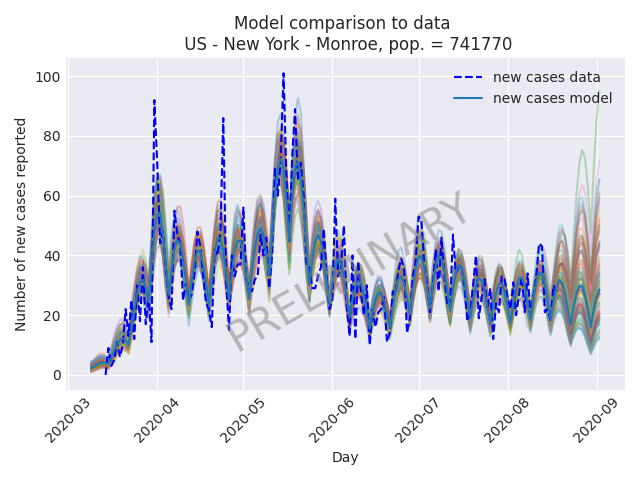 Model comparison to data
US - New York - Monroe, pop. = 741770
new cases data
new cases model
Number of new cases reported
100
80
60
40
20
0
PRELIMINARY
2020-03
2020-04
2020-05
2020-06
2020-07
2020-08
2020-09
Day